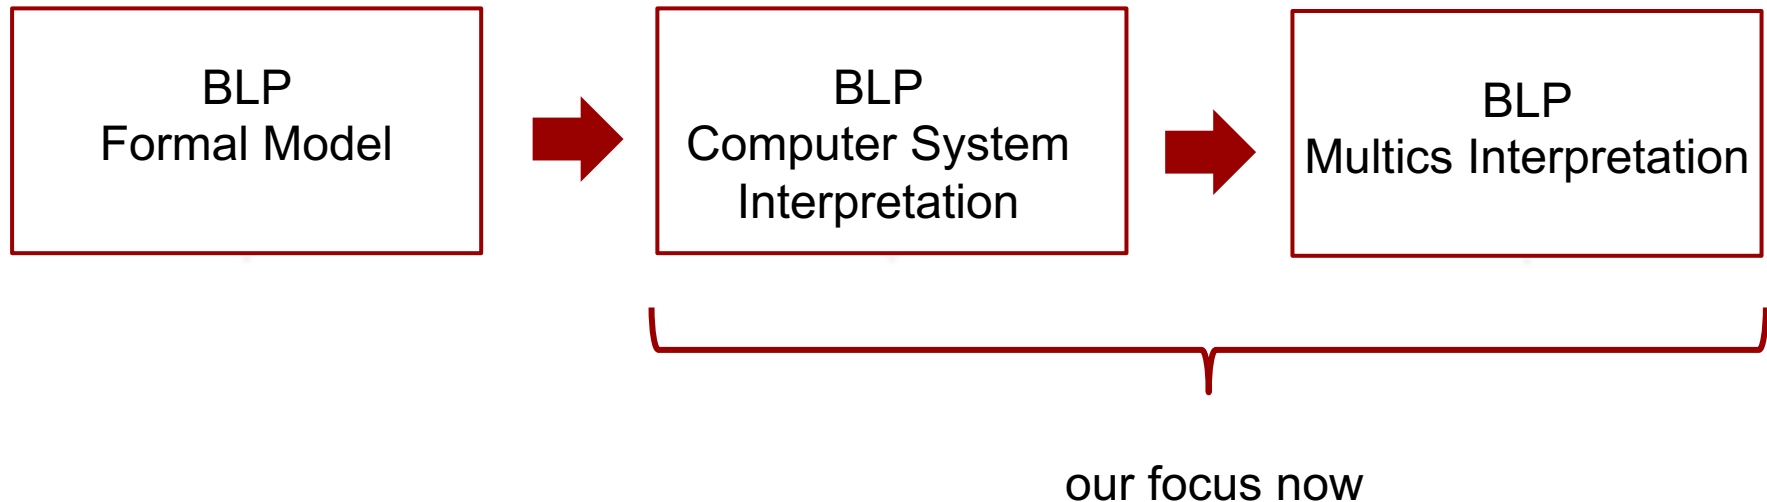 BLP
Formal Model
BLP
Computer System
Interpretation
BLP
Multics Interpretation
our focus now